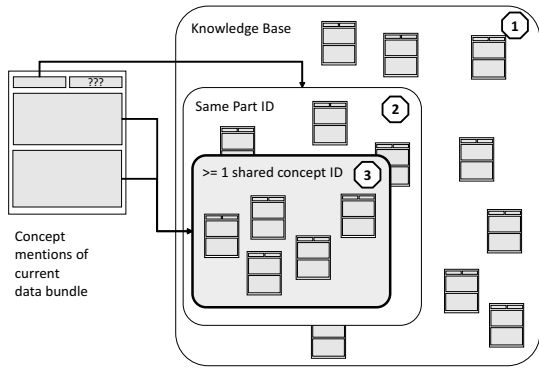 Knowledge Base
1
???
Same Part ID
2
>= 1 shared concept ID
3
Concept
mentions of
current
data bundle